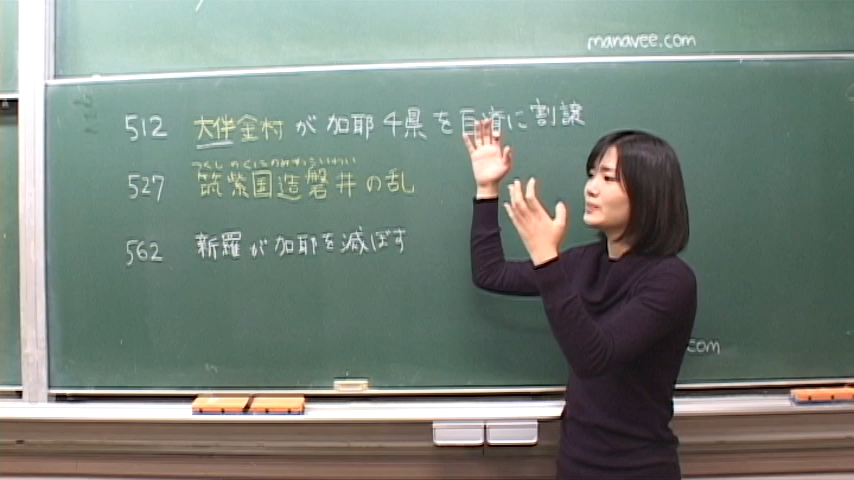 manavee.com
512 大伴金村が加耶4県を百済に割譲
つくしのくにのみやつこいわい
527 筑紫国造磐井の乱
562 新羅が加耶を滅ぼす
com